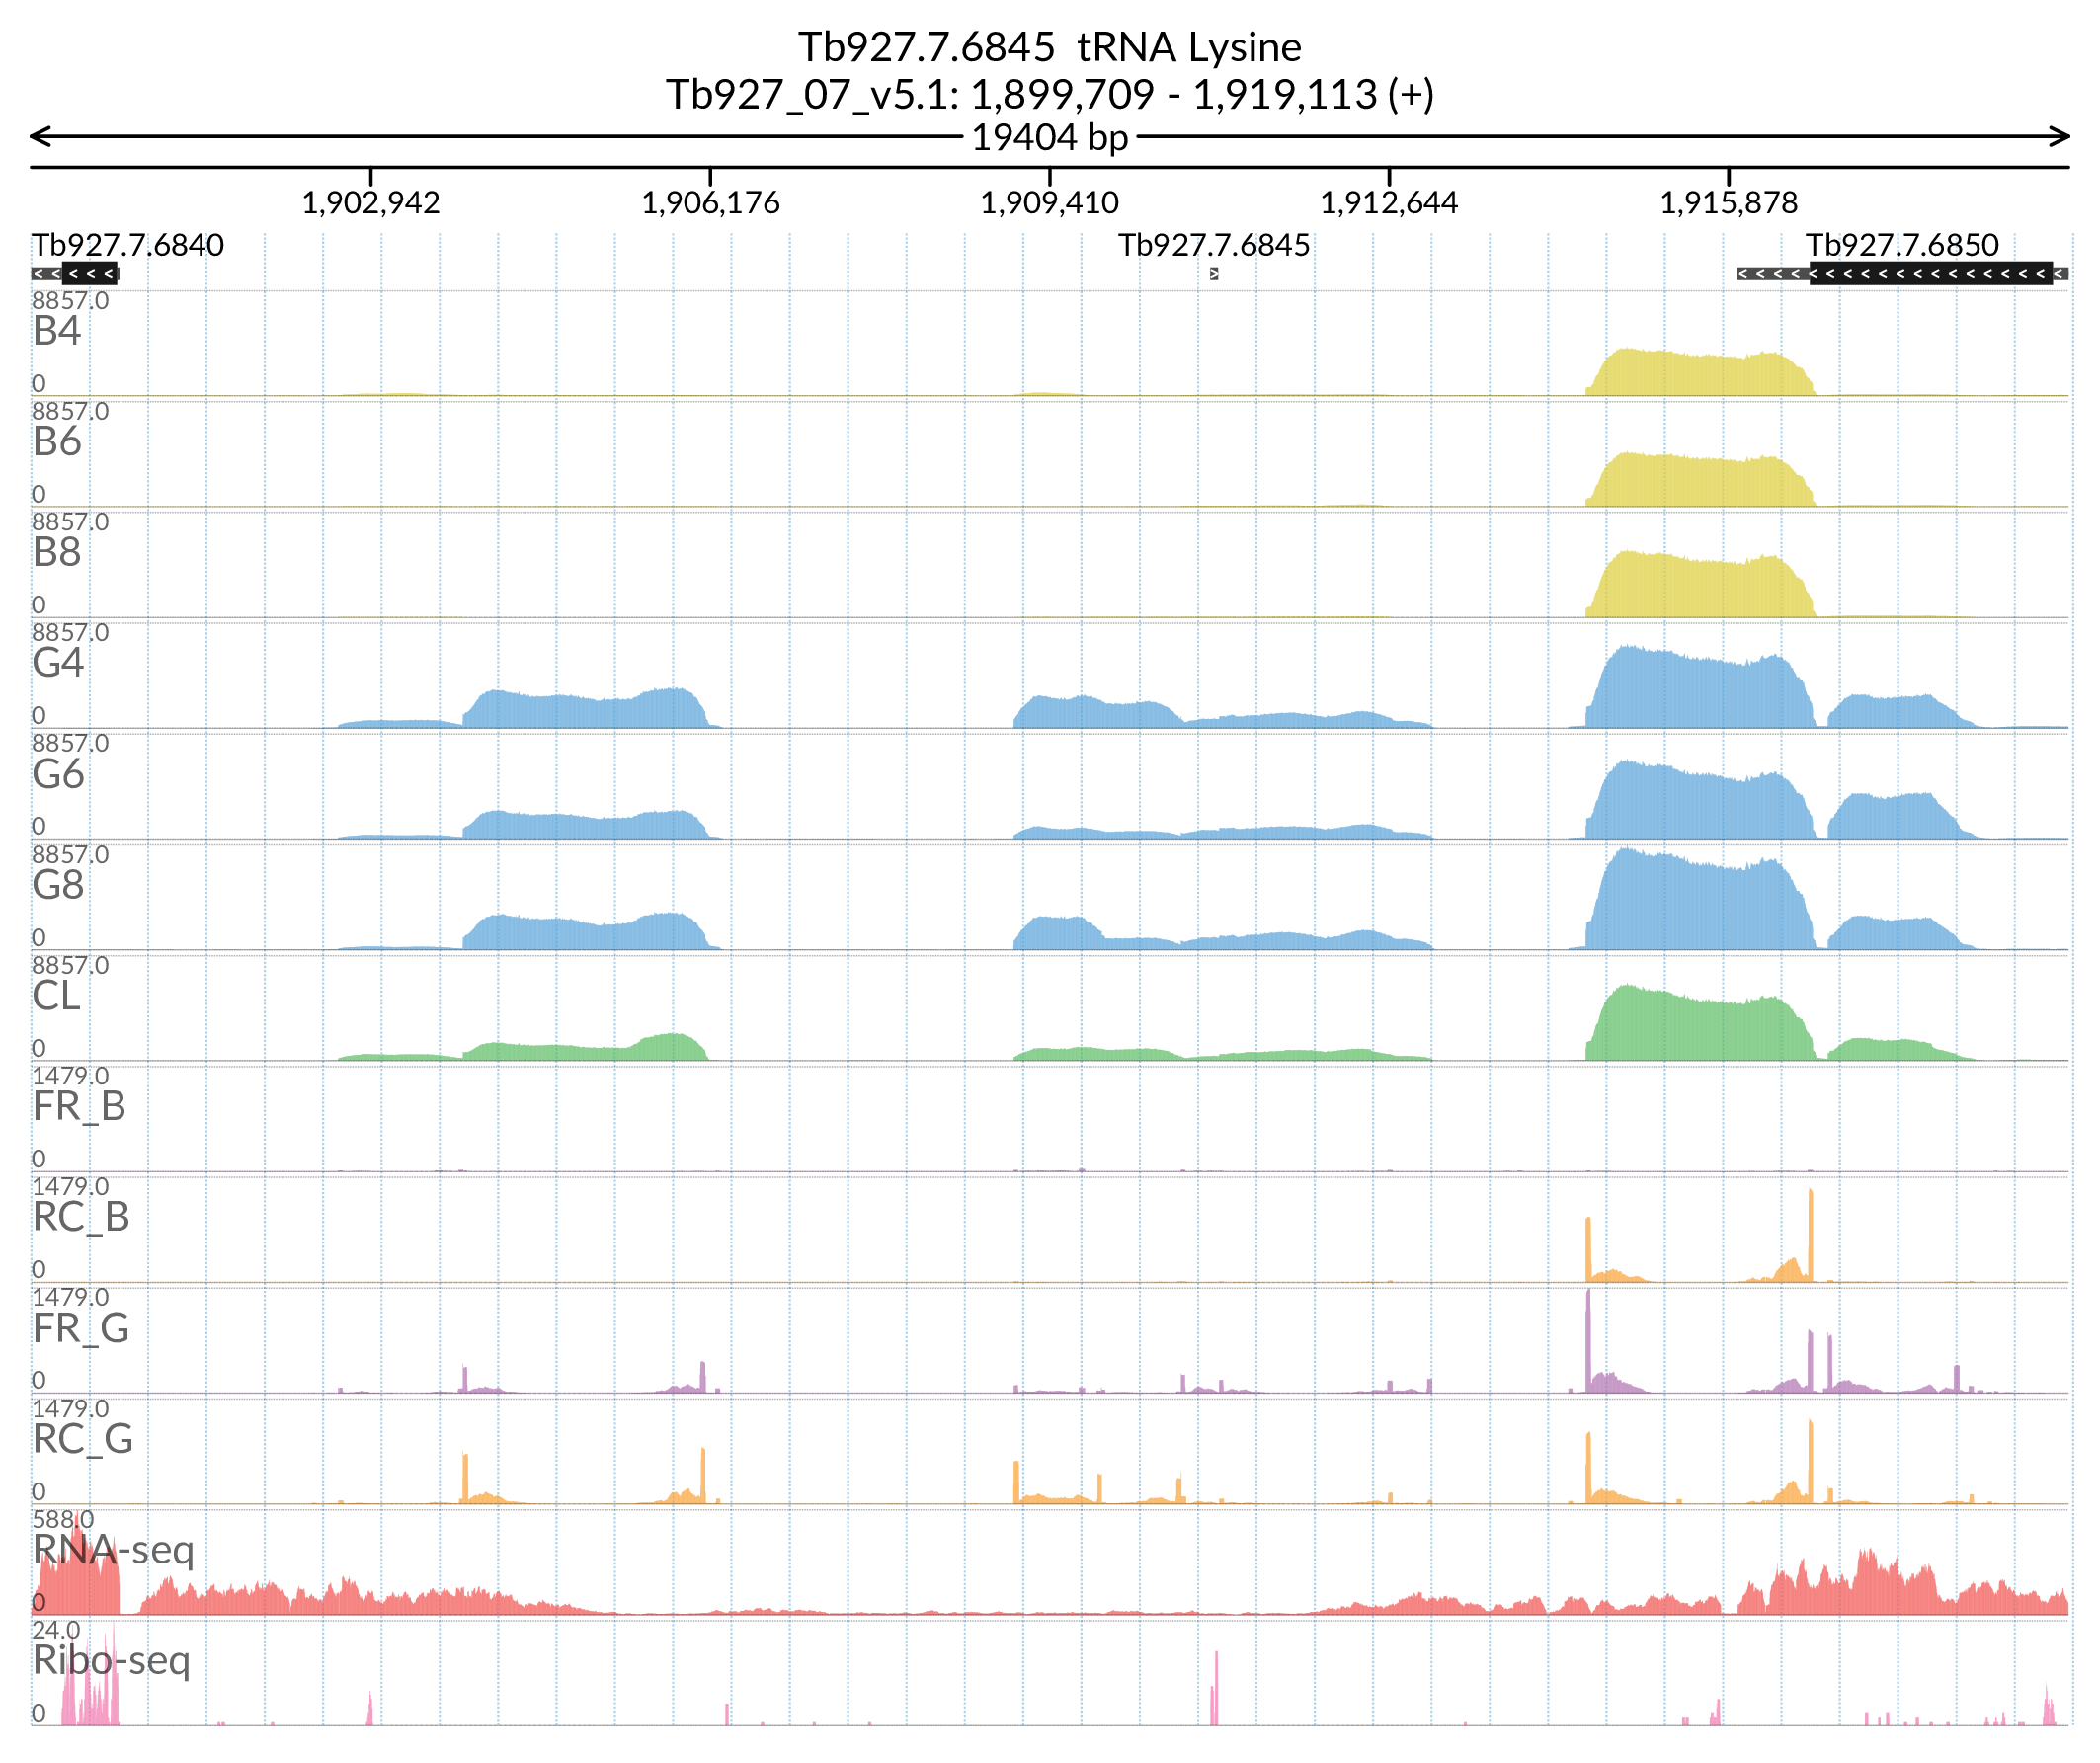 Tb927.7.6845 tRNA Lysine
Tb927_07_v5.1: 1,899,709 - 1,919,113 (+)
19404 bp
1,902,942 1,906,176 1,909,410 1,912,644 1,915,878
Tb927.7.6840 Tb927.7.6845 Tb927.7.6850
8857.0
B4
0
8857.0
B6
0
8857.0
B8
0
8857.0
G4
0
8857.0
G6
0
8857.0
G8
0
8857.0
CL
0
1479.0
FR_B
0
1479.0
RC_B
0
1479.0
FR_G
0
1479.0
RC_G
0
588.0
RNA-seq
0
24.0
Ribo-seq
0